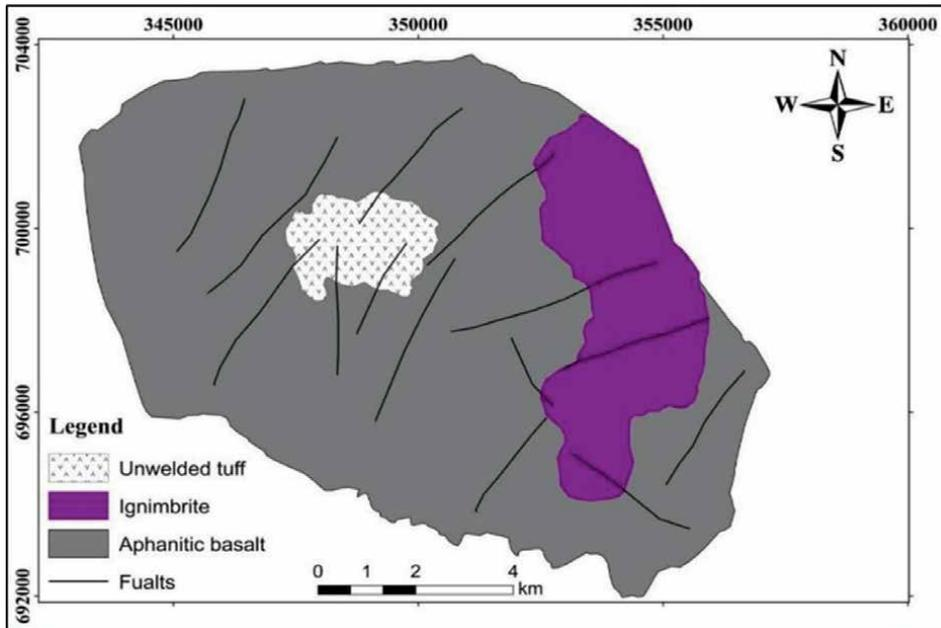 345000 350000 355000 360000
704000
700000
696000
692000
N
W E
S
Legend
Unwelded tuff
Ignimbrite
Aphanitic basalt
Fualts
0 1 2 4
km